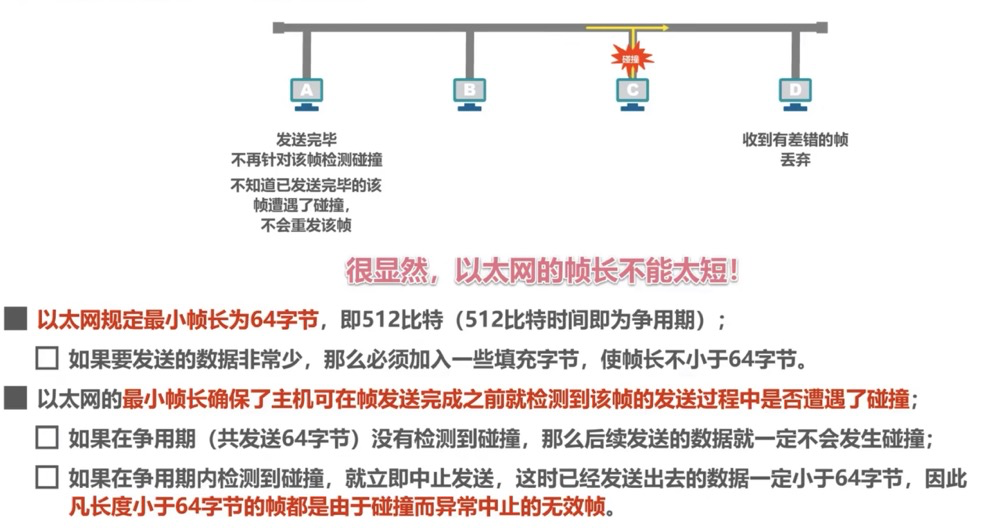 碰撞
A
B
C
D
发送完毕
不再针对该帧检测碰撞
不知道已发送完毕的该
帧遭遇了碰撞，
不会重发该帧
收到有差错的帧
丢弃
很显然，以太网的帧长不能太短！
以太网规定最小帧长为64字节，即512比特（512比特时间即为争用期）；
如果要发送的数据非常少，那么必须加入一些填充字节，使帧长不小于64字节。
以太网的最小帧长确保了主机可在帧发送完成之前就检测到该帧的发送过程中是否遭遇了碰撞；
如果在争用期（共发送64字节）没有检测到碰撞，那么后续发送的数据就一定不会发生碰撞；
如果在争用期内检测到碰撞，就立即中止发送，这时已经发送出去的数据一定小于64字节，因此
凡长度小于64字节的帧都是由于碰撞而异常中止的无效帧。